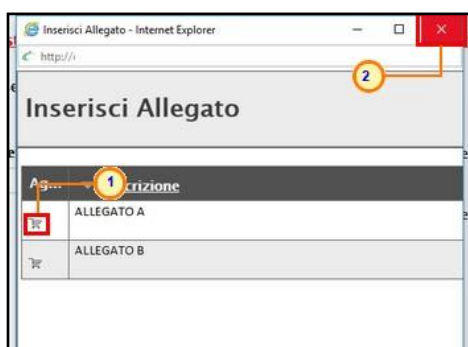 Inserisci Allegato - Internet Explorer
http://
2
Inserisci Allegato
Ag...
1
crizione
ALLEGATO A
ALLEGATO B